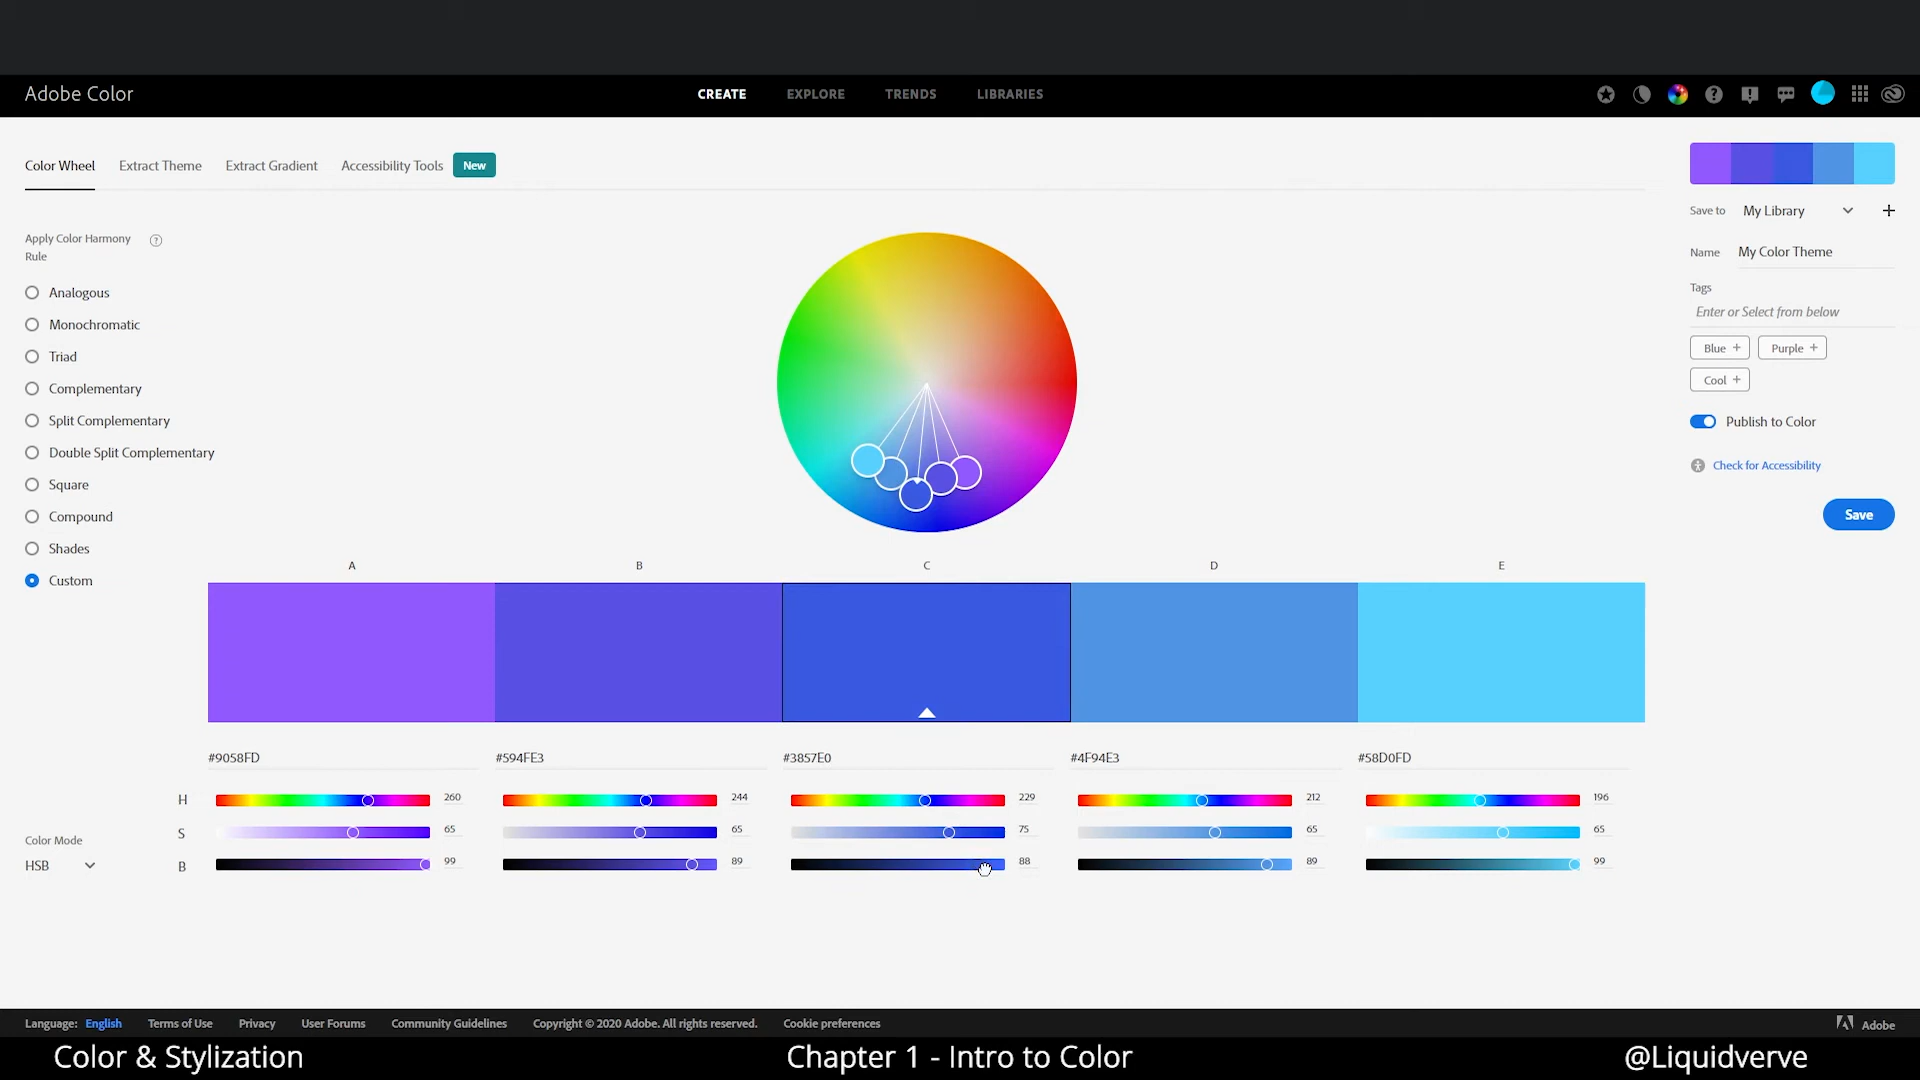 Adobe Color
CREATE EXPLORE TRENDS LIBRARIES
Color Wheel Extract Theme Extract Gradient Accessibility Tools New
Apply Color Harmony
Rule
Analogous
Monochromatic
Triad
Complementary
Split Complementary
Double Split Complementary
Square
Compound
Shades
Custom
Save to My Library
Name My Color Theme
Tags
Enter or Select from below
Blue + Purple +
Cool +
Publish to Color
Check for Accessibility
Save
A B C D E
#9058FD #594FE3 #3857E0 #4F94E3 #58D0FD
H 260 244 229 212 196
S 65 65 75 65 65
B 99 89 88 89 99
Color Mode
HSB
Language: English Terms of Use Privacy User Forums Community Guidelines Copyright © 2020 Adobe. All rights reserved. Cookie preferences Adobe
Color & Stylization Chapter 1 - Intro to Color @Liquidverve